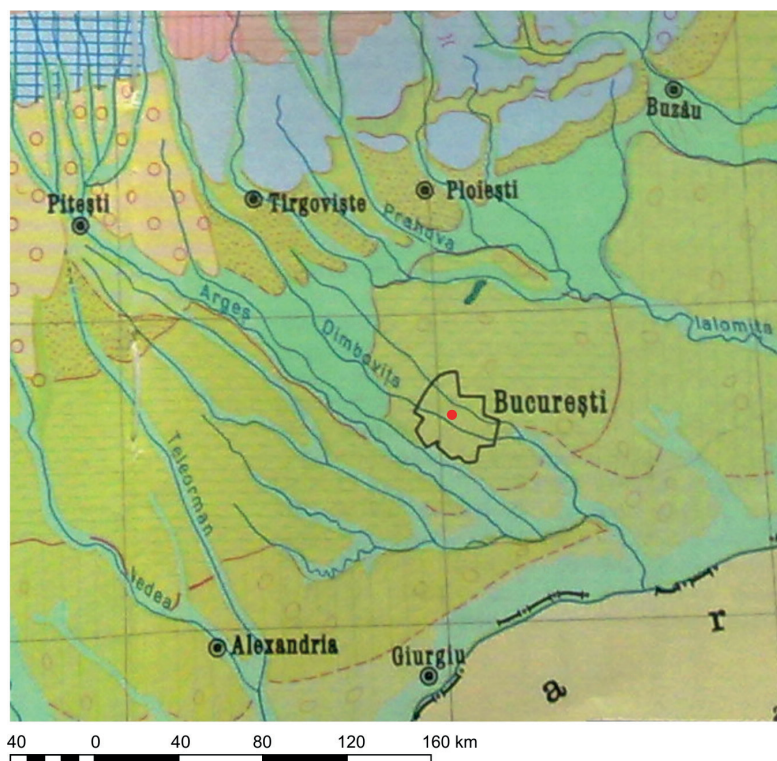 Buzău
Pitești
Tîrgoviște
Ploiești
Prahova
Argeș
Dîmbovița
Ialomița
București
Teleorman
Vedea
Alexandria
Giurgiu
r
a
40 0 40 80 120 160 km